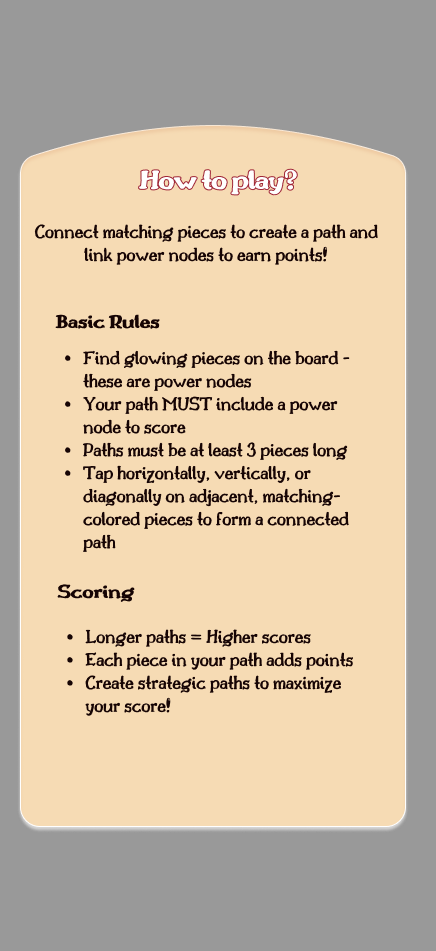 How to play?
Connect matching pieces to create a path and
link power nodes to earn points!
Basic Rules
• Find glowing pieces on the board -
these are power nodes
• Your path MUST include a power
node to score
• Paths must be at least 3 pieces long
• Tap horizontally, vertically, or
diagonally on adjacent, matching-
colored pieces to form a connected
path
Scoring
• Longer paths = Higher scores
• Each piece in your path adds points
• Create strategic paths to maximize
your score!